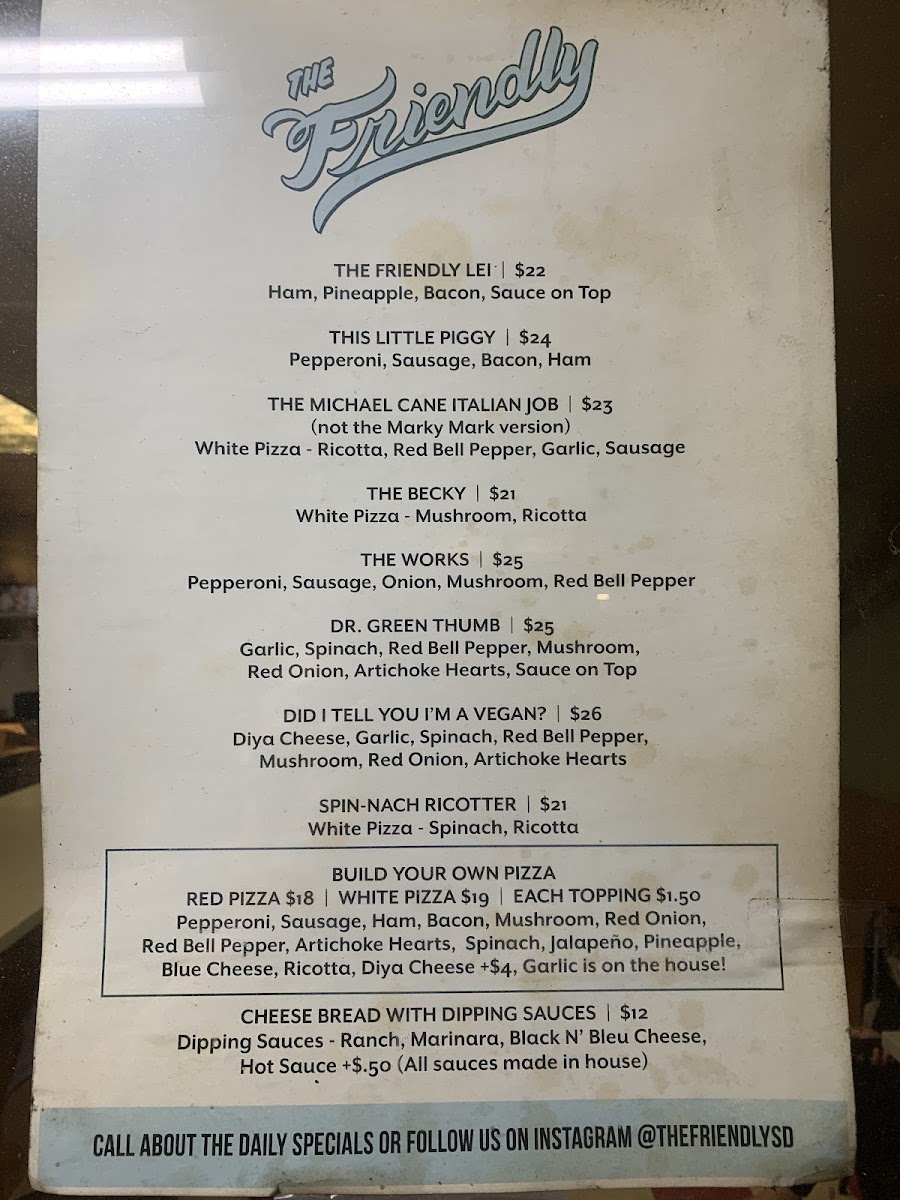 THE
Friendly
THE FRIENDLY LEI | $22
Ham, Pineapple, Bacon, Sauce on Top
THIS LITTLE PIGGY | $24
Pepperoni, Sausage, Bacon, Ham
THE MICHAEL CANE ITALIAN JOB | $23
(not the Marky Mark version)
White Pizza - Ricotta, Red Bell Pepper, Garlic, Sausage
THE BECKY | $21
White Pizza - Mushroom, Ricotta
THE WORKS | $25
Pepperoni, Sausage, Onion, Mushroom, Red Bell Pepper
DR. GREEN THUMB | $25
Garlic, Spinach, Red Bell Pepper, Mushroom,
Red Onion, Artichoke Hearts, Sauce on Top
DID I TELL YOU I'M A VEGAN? | $26
Diya Cheese, Garlic, Spinach, Red Bell Pepper,
Mushroom, Red Onion, Artichoke Hearts
SPIN-NACH RICOTTER | $21
White Pizza - Spinach, Ricotta
BUILD YOUR OWN PIZZA
RED PIZZA $18 | WHITE PIZZA $19 | EACH TOPPING $1.50
Pepperoni, Sausage, Ham, Bacon, Mushroom, Red Onion,
Red Bell Pepper, Artichoke Hearts, Spinach, Jalapeño, Pineapple,
Blue Cheese, Ricotta, Diya Cheese +$4, Garlic is on the house!
CHEESE BREAD WITH DIPPING SAUCES | $12
Dipping Sauces - Ranch, Marinara, Black N' Bleu Cheese,
Hot Sauce +$.50 (All sauces made in house)
CALL ABOUT THE DAILY SPECIALS OR FOLLOW US ON INSTAGRAM @THEFRIENDLYSD